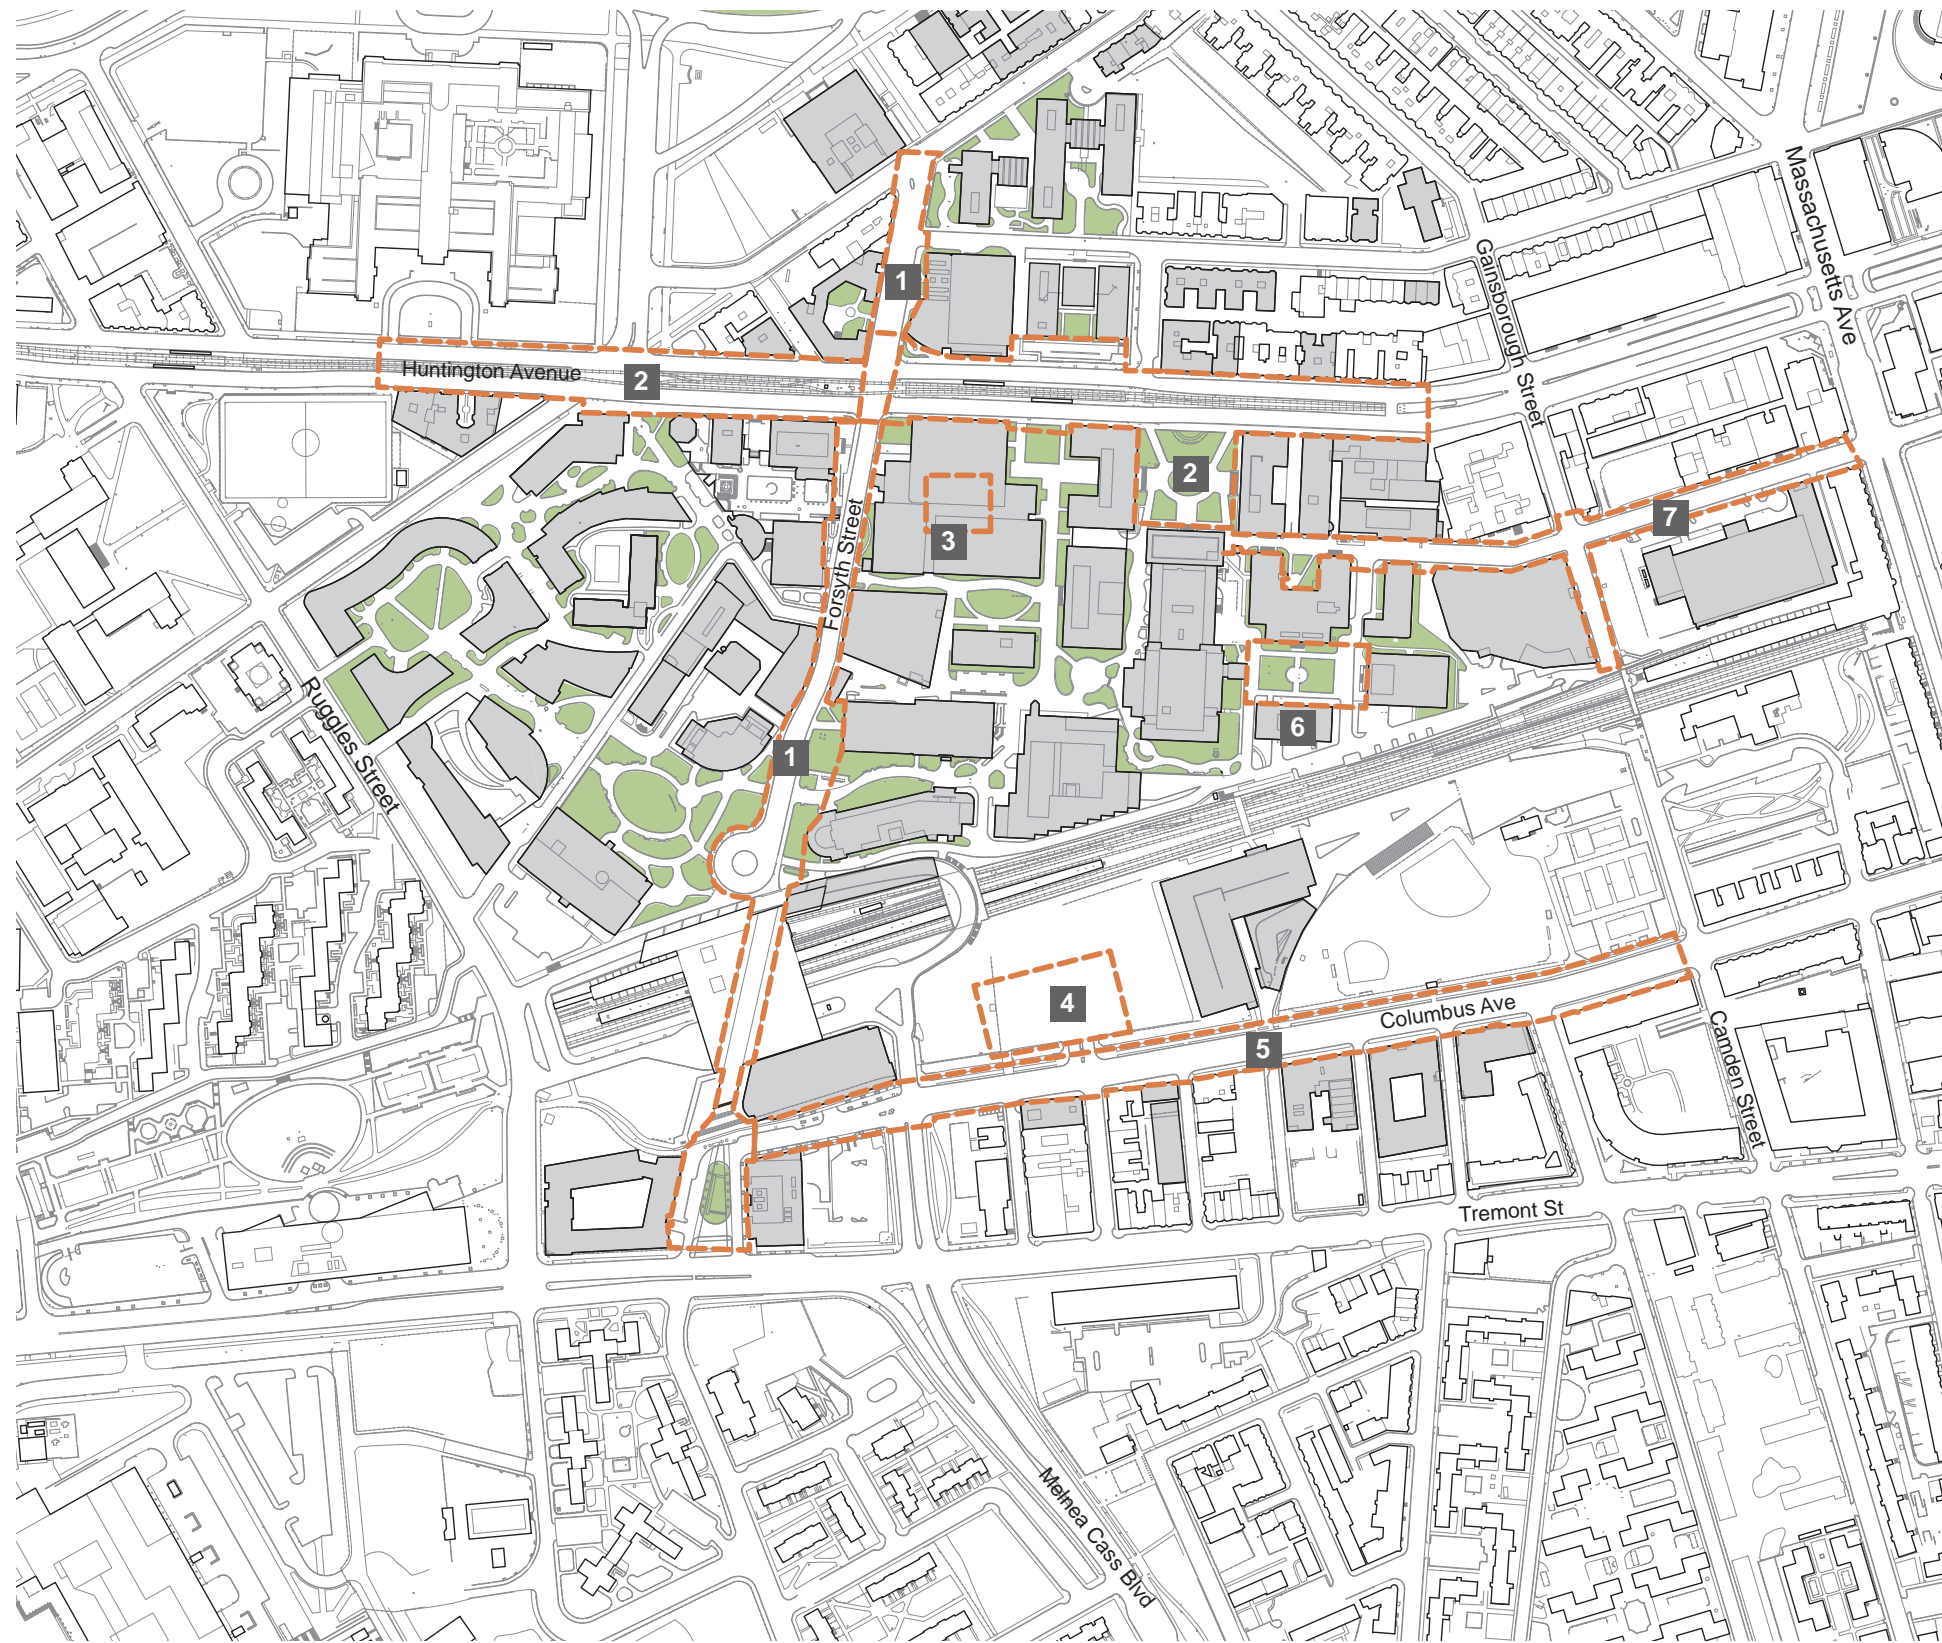 Massachusetts Ave
Gainsborough Street
1
Huntington Avenue
2
2
7
3
Forsyth Street
Ruggles Street
6
1
4
Columbus Ave
5
Camden Street
Tremont St
Melnea Cass Blvd